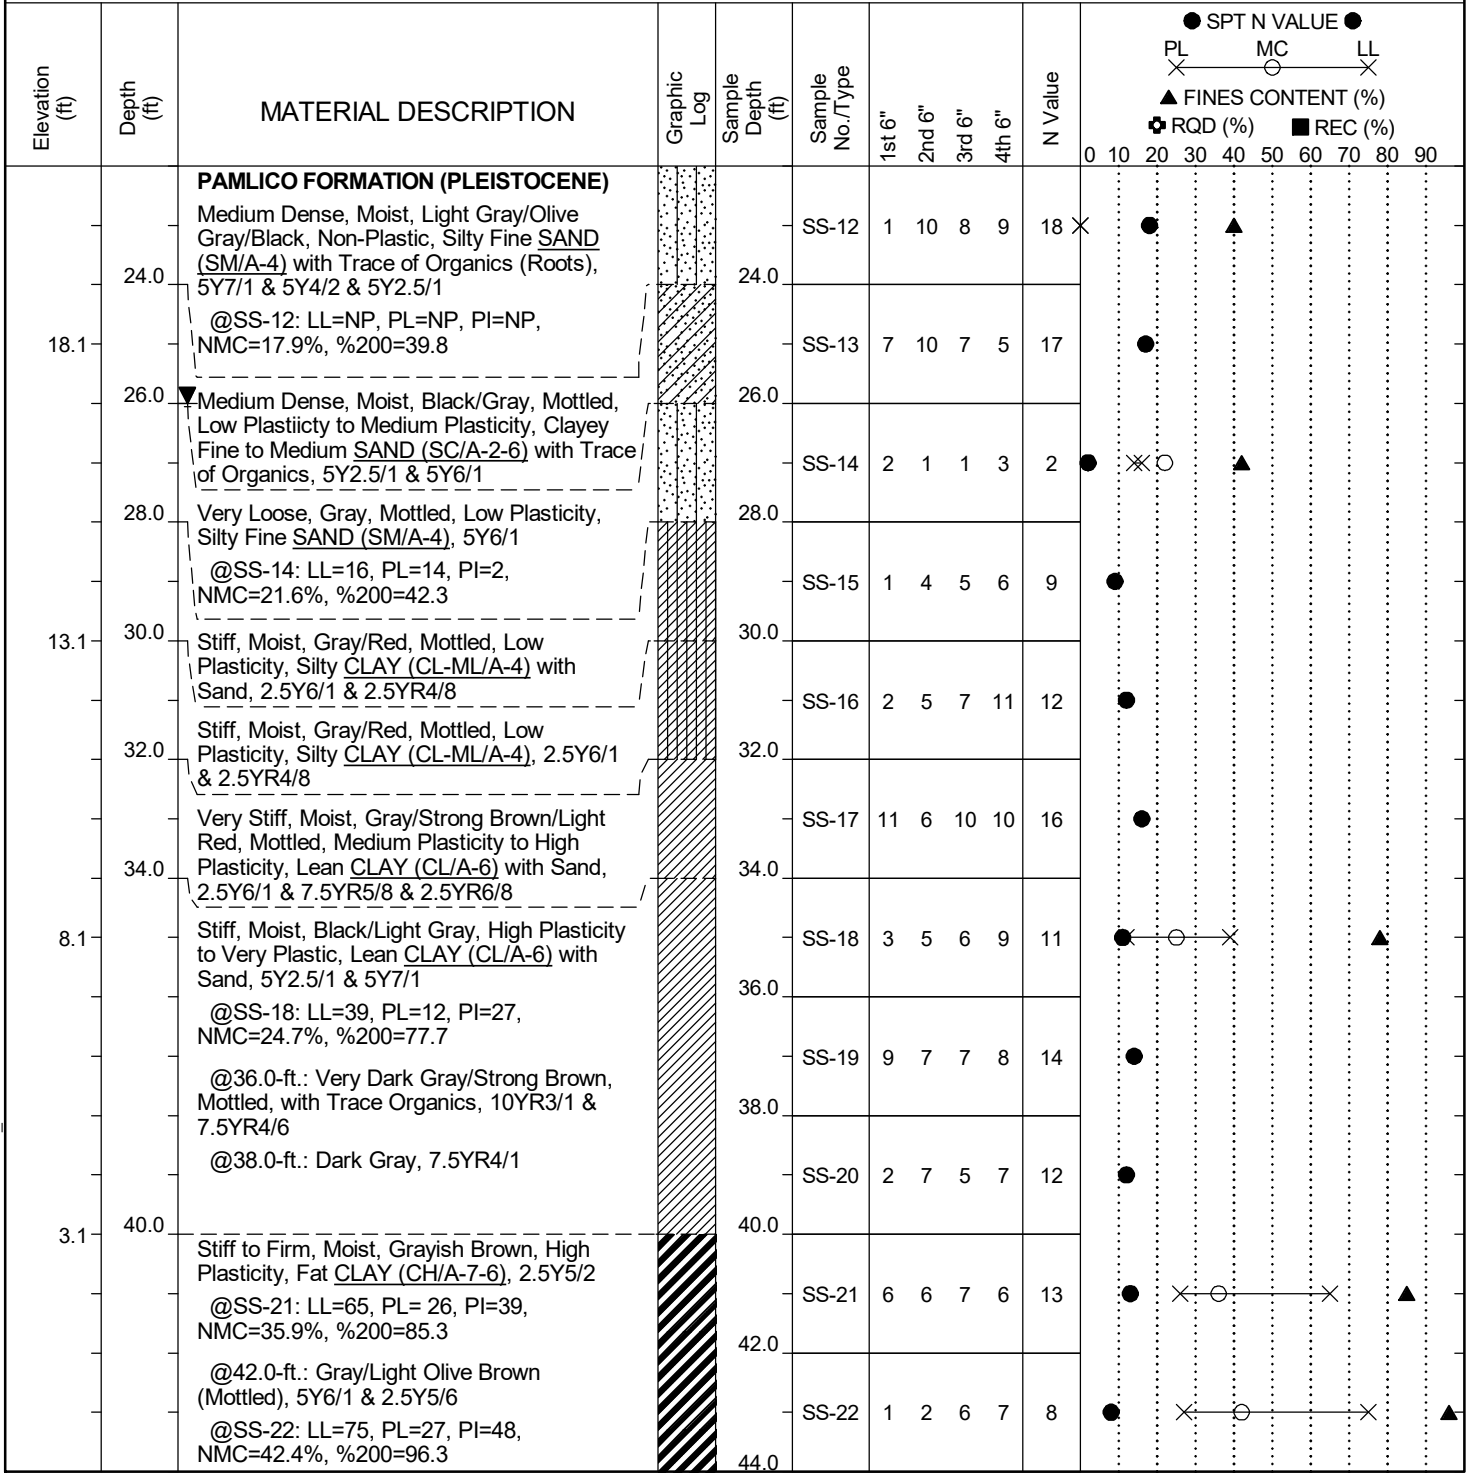 ● SPT N VALUE ●
PL MC LL
▲ FINES CONTENT (%)
RQD (%) ■ REC (%)
Elevation (ft)
Depth (ft)
MATERIAL DESCRIPTION
Graphic Log
Sample Depth (ft)
Sample No./Type
1st 6"
2nd 6"
3rd 6"
4th 6"
N Value
0 10 20 30 40 50 60 70 80 90
PAMLICO FORMATION (PLEISTOCENE)
Medium Dense, Moist, Light Gray/Olive
Gray/Black, Non-Plastic, Silty Fine SAND
(SM/A-4) with Trace of Organics (Roots),
5Y7/1 & 5Y4/2 & 5Y2.5/1
@SS-12: LL=NP, PL=NP, PI=NP,
NMC=17.9%, %200=39.8
SS-12 1 10 8 9 18
24.0 24.0
18.1 SS-13 7 10 7 5 17
26.0 26.0
Medium Dense, Moist, Black/Gray, Mottled,
Low Plastiicty to Medium Plasticity, Clayey
Fine to Medium SAND (SC/A-2-6) with Trace
of Organics, 5Y2.5/1 & 5Y6/1
SS-14 2 1 1 3 2
28.0 28.0
Very Loose, Gray, Mottled, Low Plasticity,
Silty Fine SAND (SM/A-4), 5Y6/1
@SS-14: LL=16, PL=14, PI=2,
NMC=21.6%, %200=42.3
SS-15 1 4 5 6 9
13.1 30.0 30.0
Stiff, Moist, Gray/Red, Mottled, Low
Plasticity, Silty CLAY (CL-ML/A-4) with
Sand, 2.5Y6/1 & 2.5YR4/8
SS-16 2 5 7 11 12
32.0 32.0
Stiff, Moist, Gray/Red, Mottled, Low
Plasticity, Silty CLAY (CL-ML/A-4), 2.5Y6/1
& 2.5YR4/8
SS-17 11 6 10 10 16
34.0 34.0
Very Stiff, Moist, Gray/Strong Brown/Light
Red, Mottled, Medium Plasticity to High
Plasticity, Lean CLAY (CL/A-6) with Sand,
2.5Y6/1 & 7.5YR5/8 & 2.5YR6/8
8.1 SS-18 3 5 6 9 11
Stiff, Moist, Black/Light Gray, High Plasticity
to Very Plastic, Lean CLAY (CL/A-6) with
Sand, 5Y2.5/1 & 5Y7/1
36.0
@SS-18: LL=39, PL=12, PI=27,
NMC=24.7%, %200=77.7
SS-19 9 7 7 8 14
@36.0-ft.: Very Dark Gray/Strong Brown,
Mottled, with Trace Organics, 10YR3/1 &
7.5YR4/6
38.0
@38.0-ft.: Dark Gray, 7.5YR4/1
SS-20 2 7 5 7 12
3.1 40.0 40.0
Stiff to Firm, Moist, Grayish Brown, High
Plasticity, Fat CLAY (CH/A-7-6), 2.5Y5/2
@SS-21: LL=65, PL= 26, PI=39,
NMC=35.9%, %200=85.3
SS-21 6 6 7 6 13
42.0
@42.0-ft.: Gray/Light Olive Brown
(Mottled), 5Y6/1 & 2.5Y5/6
@SS-22: LL=75, PL=27, PI=48,
NMC=42.4%, %200=96.3
SS-22 1 2 6 7 8
44.0